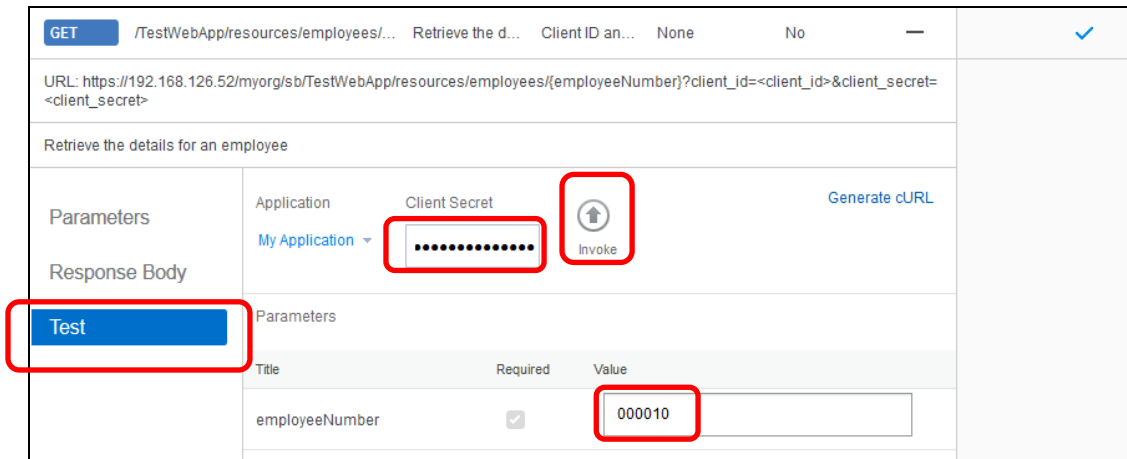 GET /TestWebApp/resources/employees/... Retrieve the d... Client ID an... None No
URL: https://192.168.126.52/myorg/sb/TestWebApp/resources/employees/{employeeNumber}?client_id=<client_id>&client_secret=
<client_secret>
Retrieve the details for an employee
Parameters
Response Body
Test
Application Client Secret Generate cURL
My Application •••••••••••••• Invoke
Parameters
Title Required Value
employeeNumber 000010